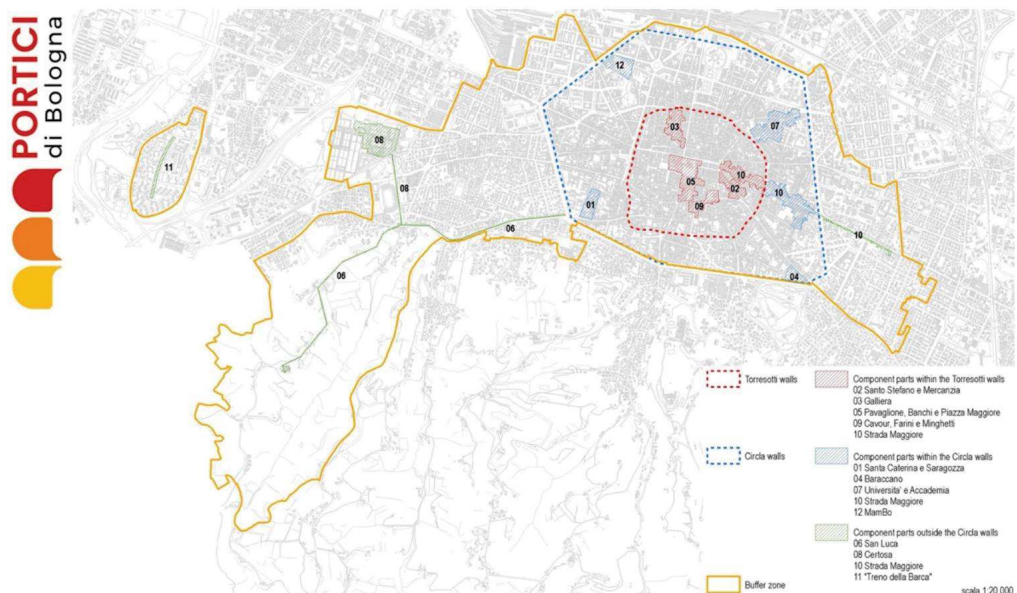 PORTICI
di Bologna
12
07
03
08
11
10
05
02
10
08
01
09
06
10
06
04
Torresotti walls
Component parts within the Torresotti walls
02 Santo Stefano e Mercanzia
03 Galliera
05 Pavaglione, Banchi e Piazza Maggiore
09 Cavour, Farini e Minghetti
10 Strada Maggiore
Circla walls
Component parts within the Circla walls
01 Santa Caterina e Saragozza
04 Baraccano
07 Universita' e Accademia
10 Strada Maggiore
12 MamBo
Component parts outside the Circla walls
06 San Luca
08 Certosa
10 Strada Maggiore
11 "Treno della Barca"
Buffer zone
scala 1:20.000